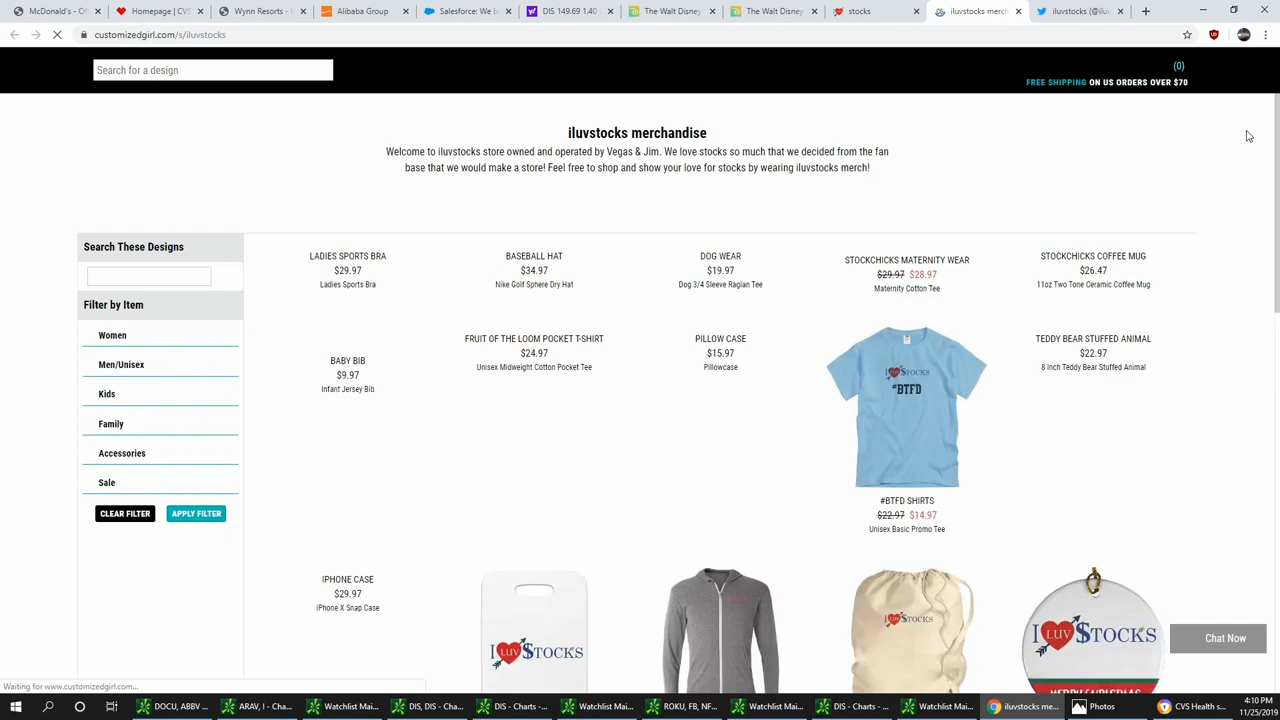 McDonald's - Of
Homepage | CVS
Wynn Resorts - H
Alibaba Group
Salesforce: We b
DIS 149.69 1.40
The Walt Disney
The Walt Disney
stocks
iluvstocks merch
iluvstocks (@ilu
customizedgirl.com/s/iluvstocks
Search for a design
(0)
FREE SHIPPING ON US ORDERS OVER $70
iluvstocks merchandise
Welcome to iluvstocks store owned and operated by Vegas & Jim. We love stocks so much that we decided from the fan
base that we would make a store! Feel free to shop and show your love for stocks by wearing iluvstocks merch!
Search These Designs
Filter by Item
Women
Men/Unisex
Kids
Family
Accessories
Sale
CLEAR FILTER
APPLY FILTER
LADIES SPORTS BRA
$29.97
Ladies Sports Bra
BASEBALL HAT
$34.97
Nike Golf Sphere Dry Hat
DOG WEAR
$19.97
Dog 3/4 Sleeve Raglan Tee
STOCKCHICKS MATERNITY WEAR
$29.97 $28.97
Maternity Cotton Tee
STOCKCHICKS COFFEE MUG
$26.47
11oz Two Tone Ceramic Coffee Mug
BABY BIB
$9.97
Infant Jersey Bib
FRUIT OF THE LOOM POCKET T-SHIRT
$24.97
Unisex Midweight Cotton Pocket Tee
PILLOW CASE
$15.97
Pillowcase
I STOCKS
#BTFD
#BTFD SHIRTS
$22.97 $14.97
Unisex Basic Promo Tee
TEDDY BEAR STUFFED ANIMAL
$22.97
8 Inch Teddy Bear Stuffed Animal
IPHONE CASE
$29.97
iPhone X Snap Case
I LUV $TOCKS
I $TOCKS
I LUV $TOCKS
MERRY CHRISTMAS
Chat Now
Waiting for www.customizedgirl.com...
DOCU, ABBV ...
ARAV, I - Cha...
Watchlist Mai...
DIS, DIS - Cha...
DIS - Charts - ...
Watchlist Mai...
ROKU, FB, NF...
Watchlist Mai...
DIS - Charts - ...
Watchlist Mai...
iluvstocks me...
Photos
CVS Health s...
4:10 PM
11/25/2019